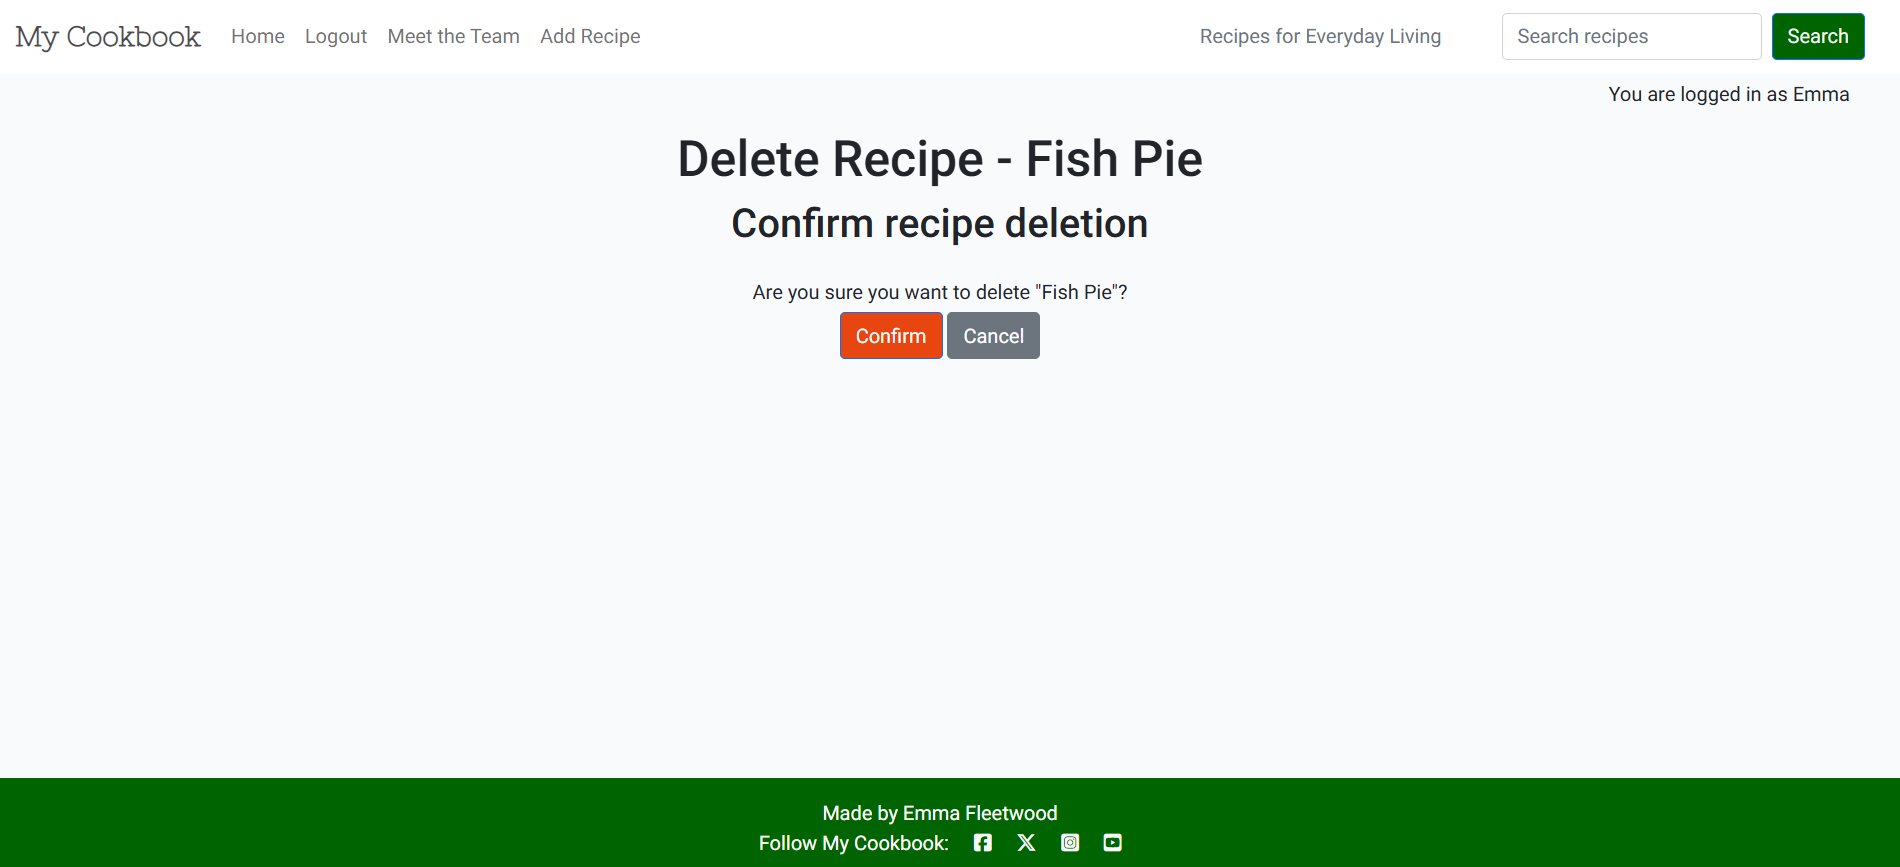 My Cookbook Home Logout Meet the Team Add Recipe Recipes for Everyday Living Search recipes Search
You are logged in as Emma
Delete Recipe - Fish Pie
Confirm recipe deletion
Are you sure you want to delete "Fish Pie"?
Confirm Cancel
Made by Emma Fleetwood
Follow My Cookbook: